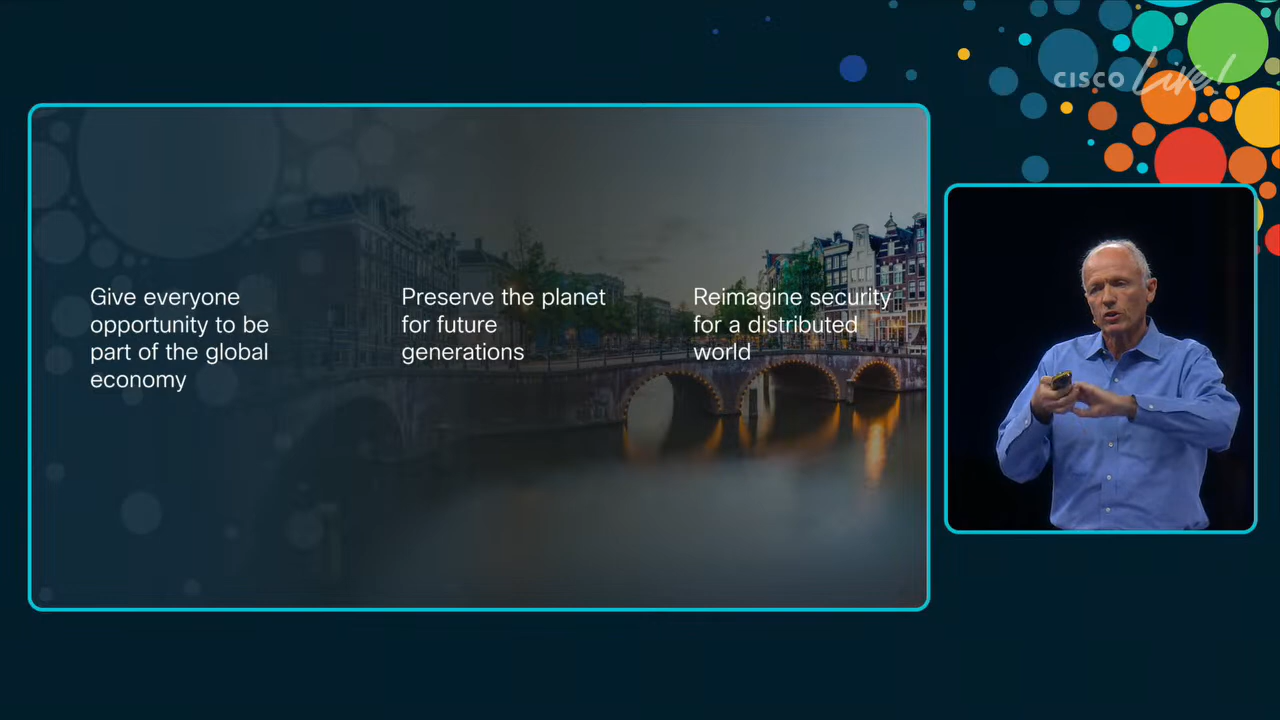 CISCO Live!
Give everyone
opportunity to be
part of the global
economy
Preserve the planet
for future
generations
Reimagine security
for a distributed
world